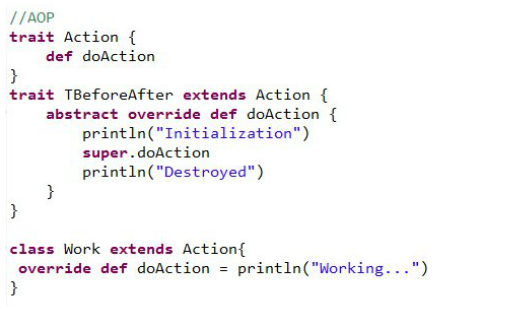 //AOP
trait Action {
    def doAction
}
trait TBeforeAfter extends Action {
    abstract override def doAction {
        println("Initialization")
        super.doAction
        println("Destroyed")
    }
}

class Work extends Action{
 override def doAction = println("Working...")
}